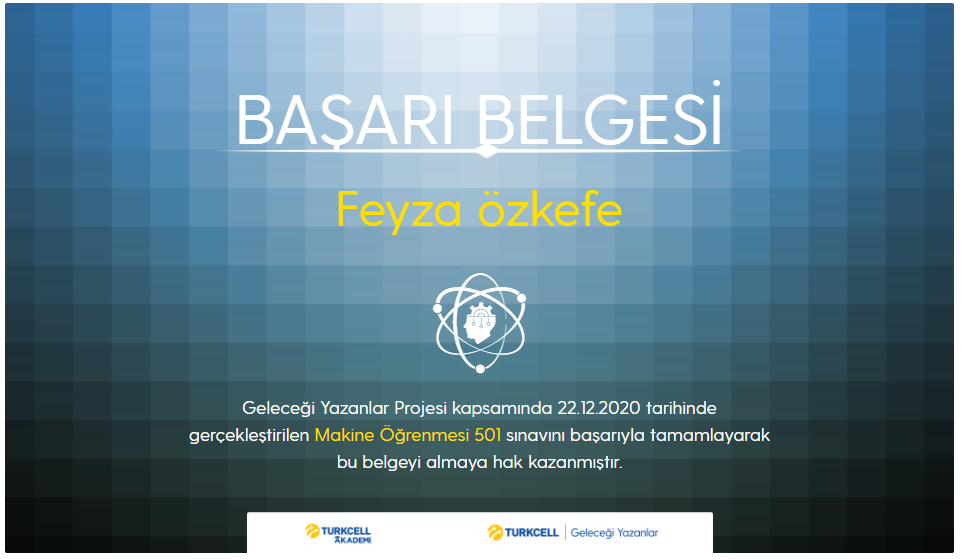 BAŞARI BELGESİ
Feyza özkefe
Geleceği Yazanlar Projesi kapsamında 22.12.2020 tarihinde
gerçekleştirilen Makine Öğrenmesi 501 sınavını başarıyla tamamlayarak
bu belgeyi almaya hak kazanmıştır.
TURKCELL
AKADEMİ
TURKCELL Geleceği Yazanlar